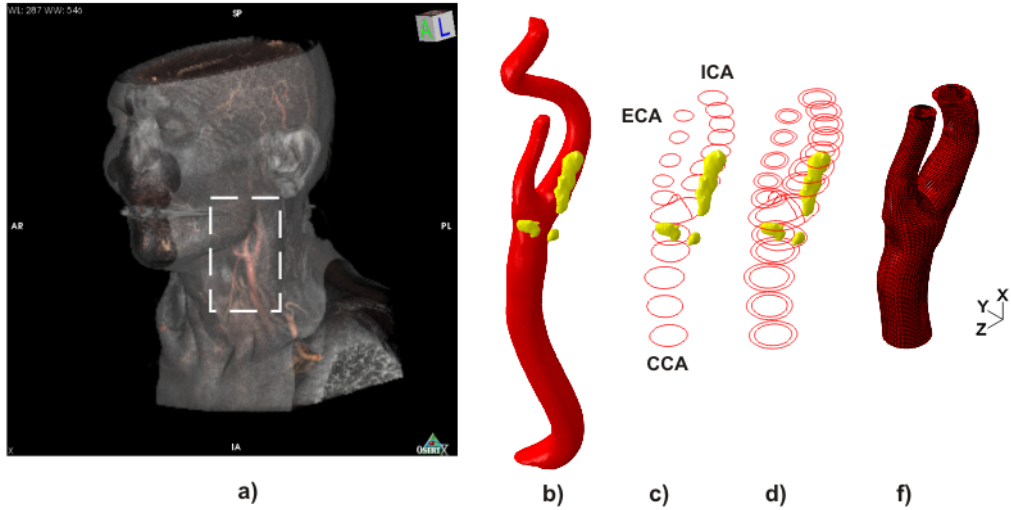 WL: 287 WW: 546
SP
A L
AR
PL
X
IA
OSIRIX
ICA
ECA
CCA
X
Y
Z
a)
b)
c)
d)
f)